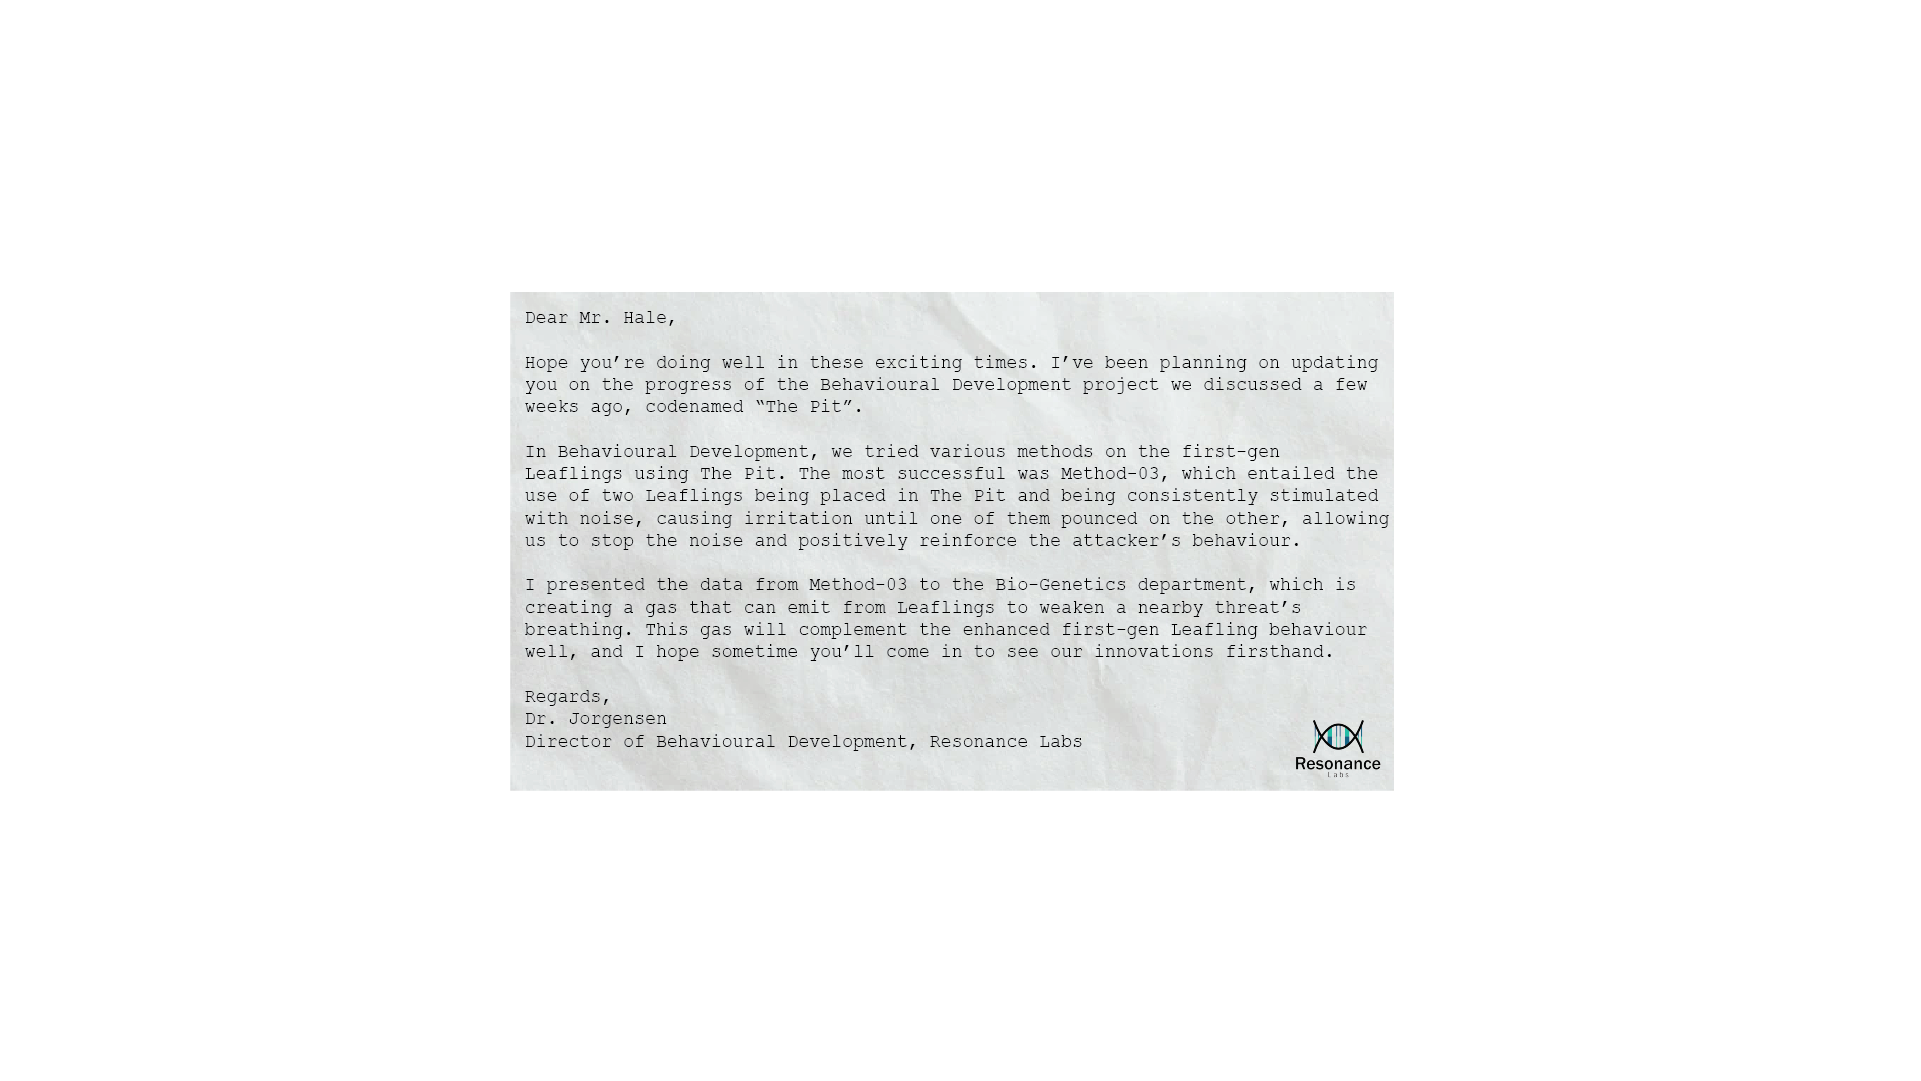 Dear Mr. Hale,
Hope you’re doing well in these exciting times. I’ve been planning on updating
you on the progress of the Behavioural Development project we discussed a few
weeks ago, codenamed “The Pit”.
In Behavioural Development, we tried various methods on the first-gen
Leaflings using The Pit. The most successful was Method-03, which entailed the
use of two Leaflings being placed in The Pit and being consistently stimulated
with noise, causing irritation until one of them pounced on the other, allowing
us to stop the noise and positively reinforce the attacker’s behaviour.
I presented the data from Method-03 to the Bio-Genetics department, which is
creating a gas that can emit from Leaflings to weaken a nearby threat’s
breathing. This gas will complement the enhanced first-gen Leafling behaviour
well, and I hope sometime you’ll come in to see our innovations firsthand.
Regards,
Dr. Jorgensen
Director of Behavioural Development, Resonance Labs
Resonance
Labs